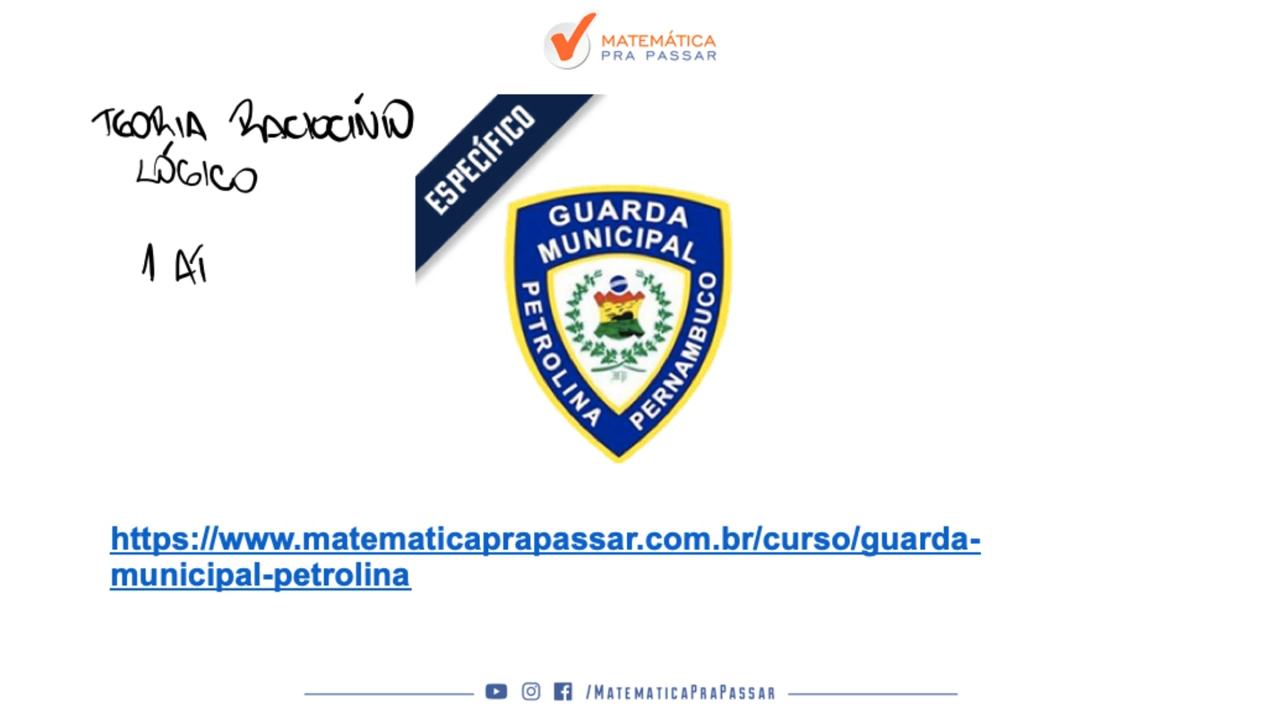 MATEMÁTICA
PRA PASSAR
TEORIA RACIOCÍNIO
LÓGICO
1 AÍ
ESPECÍFICO
GUARDA
MUNICIPAL
PETROLINA
PERNAMBUCO
https://www.matematicaprapassar.com.br/curso/guarda-
municipal-petrolina
/MATEMATICAPRAPASSAR